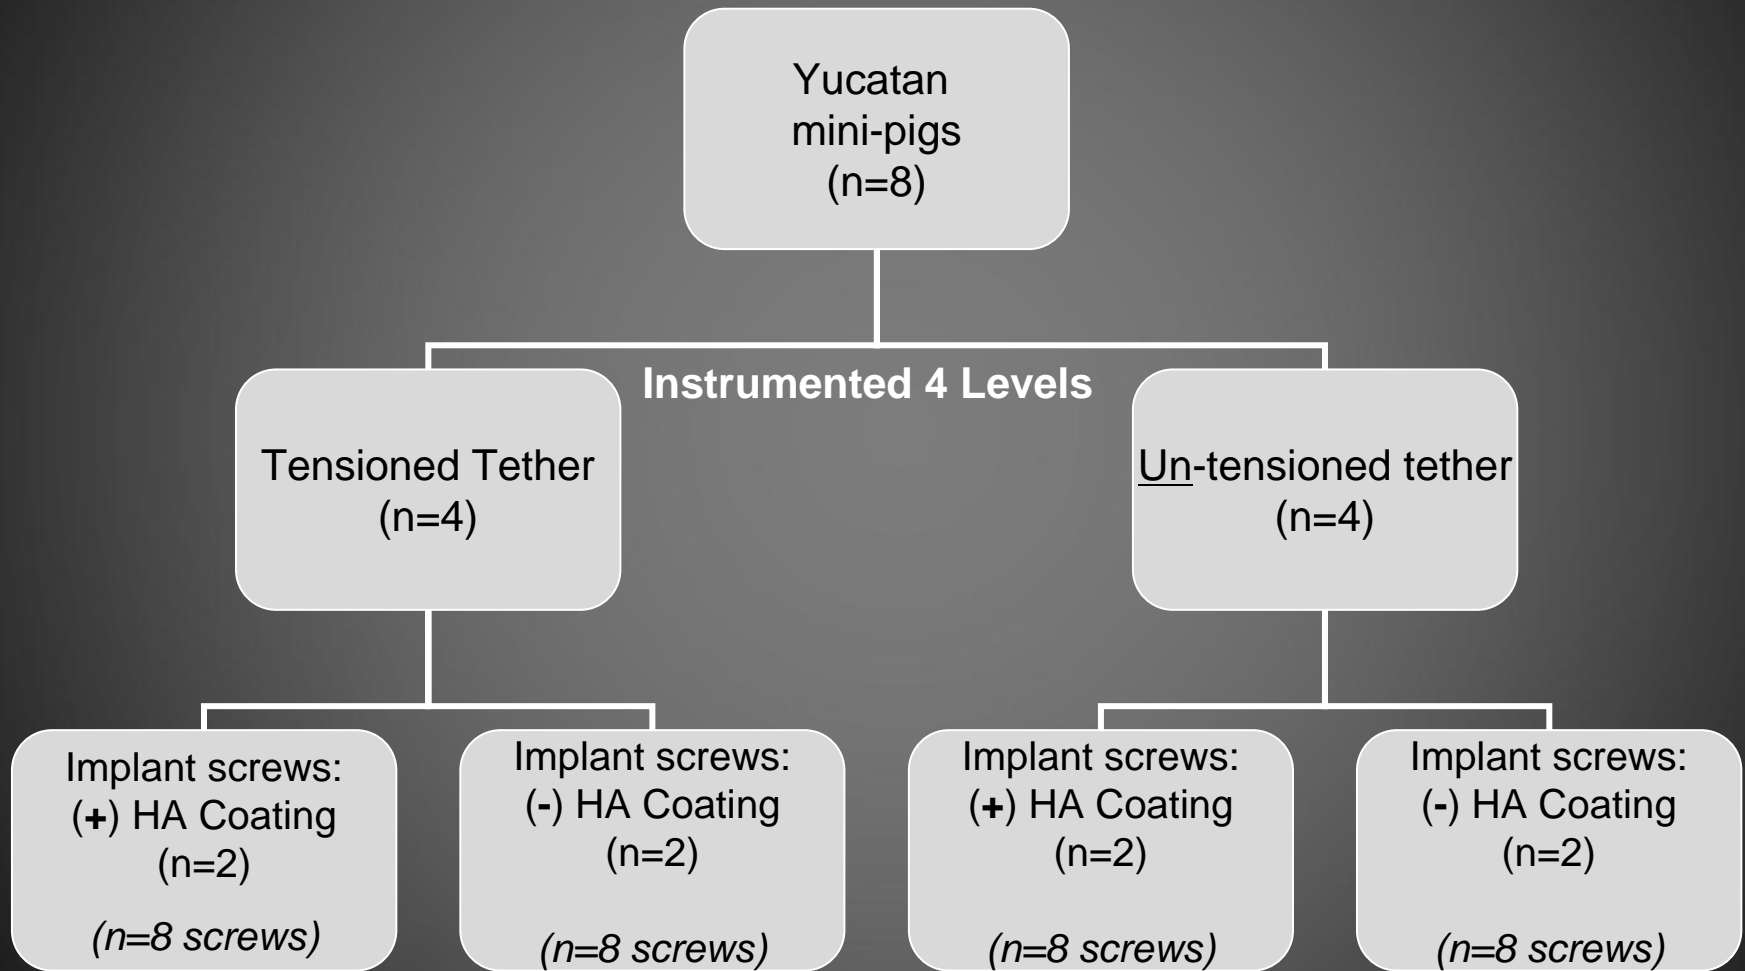 Yucatan
mini-pigs
(n=8)
Instrumented 4 Levels
Tensioned Tether
(n=4)
Un-tensioned tether
(n=4)
Implant screws:
(+) HA Coating
(n=2)
(n=8 screws)
Implant screws:
(-) HA Coating
(n=2)
(n=8 screws)
Implant screws:
(+) HA Coating
(n=2)
(n=8 screws)
Implant screws:
(-) HA Coating
(n=2)
(n=8 screws)